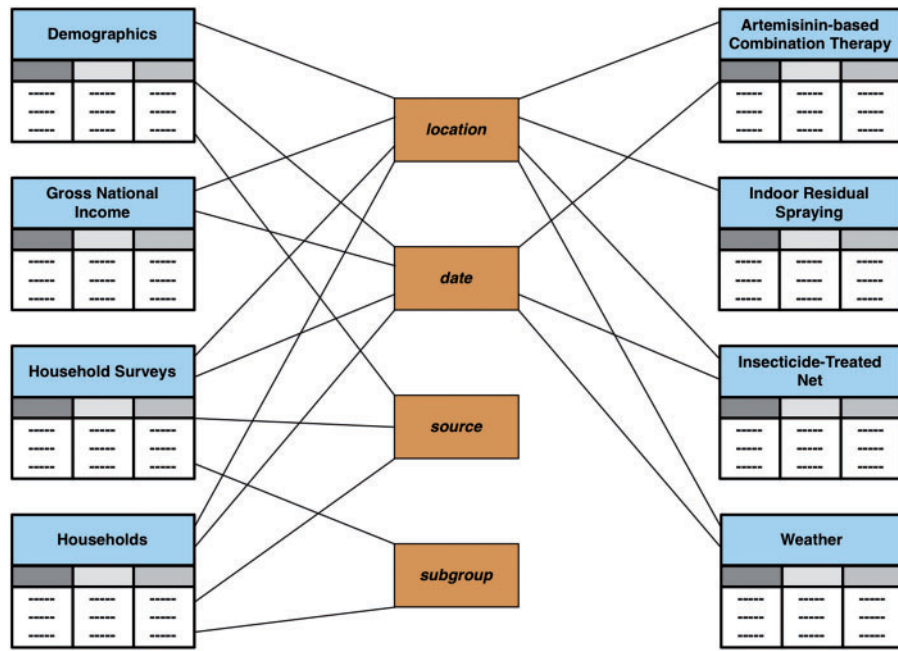 Demographics
-----  -----  -----
-----  -----  -----
-----  -----  -----
Gross National
Income
-----  -----  -----
-----  -----  -----
-----  -----  -----
Household Surveys
-----  -----  -----
-----  -----  -----
-----  -----  -----
Households
-----  -----  -----
-----  -----  -----
-----  -----  -----
location
date
source
subgroup
Artemisinin-based
Combination Therapy
-----  -----  -----
-----  -----  -----
-----  -----  -----
Indoor Residual
Spraying
-----  -----  -----
-----  -----  -----
-----  -----  -----
Insecticide-Treated
Net
-----  -----  -----
-----  -----  -----
-----  -----  -----
Weather
-----  -----  -----
-----  -----  -----
-----  -----  -----